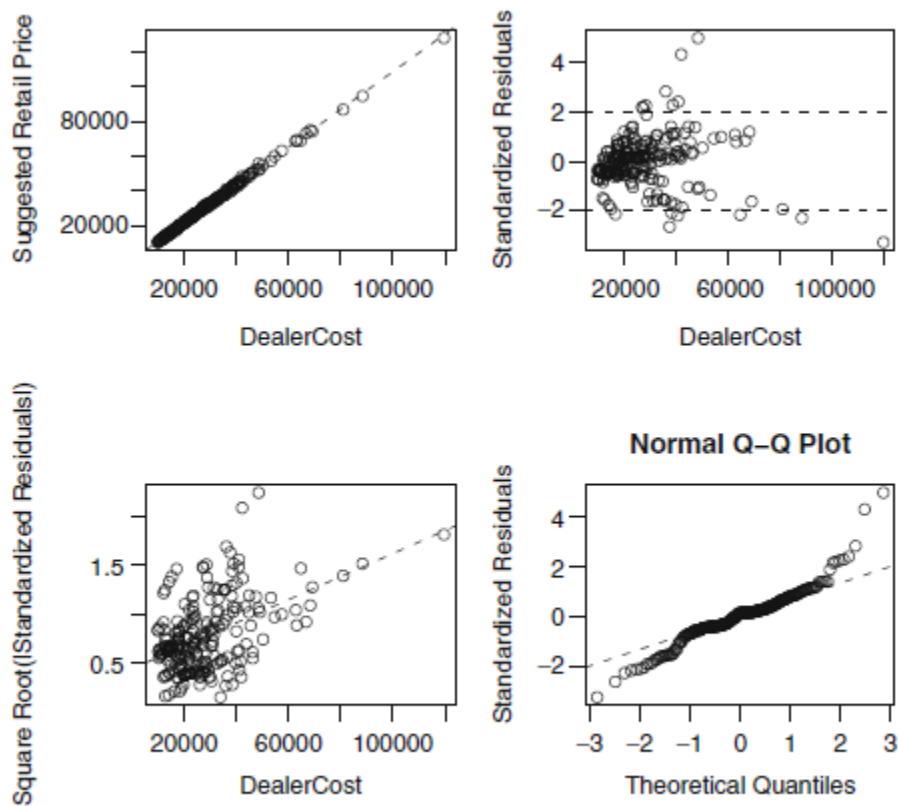 Suggested Retail Price
80000
20000
20000 60000 100000
DealerCost
Standardized Residuals
4
2
0
−2
20000 60000 100000
DealerCost
Square Root(|Standardized Residuals|)
1.5
0.5
20000 60000 100000
DealerCost
Normal Q−Q Plot
Standardized Residuals
4
2
0
−2
−3 −2 −1 0 1 2 3
Theoretical Quantiles